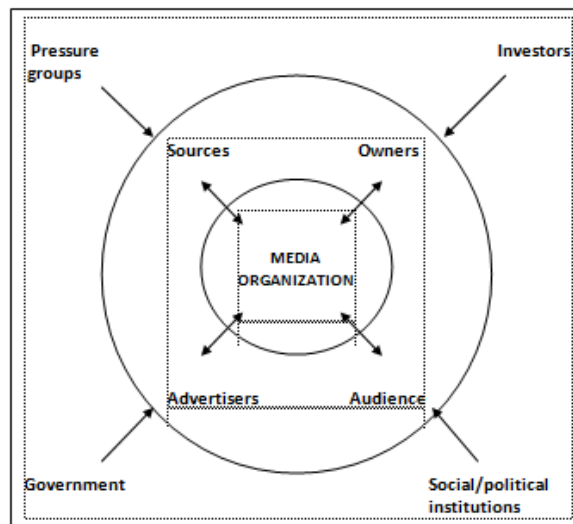 Pressure
groups
Investors
Sources
Owners
MEDIA
ORGANIZATION
Advertisers
Audience
Government
Social/political
institutions